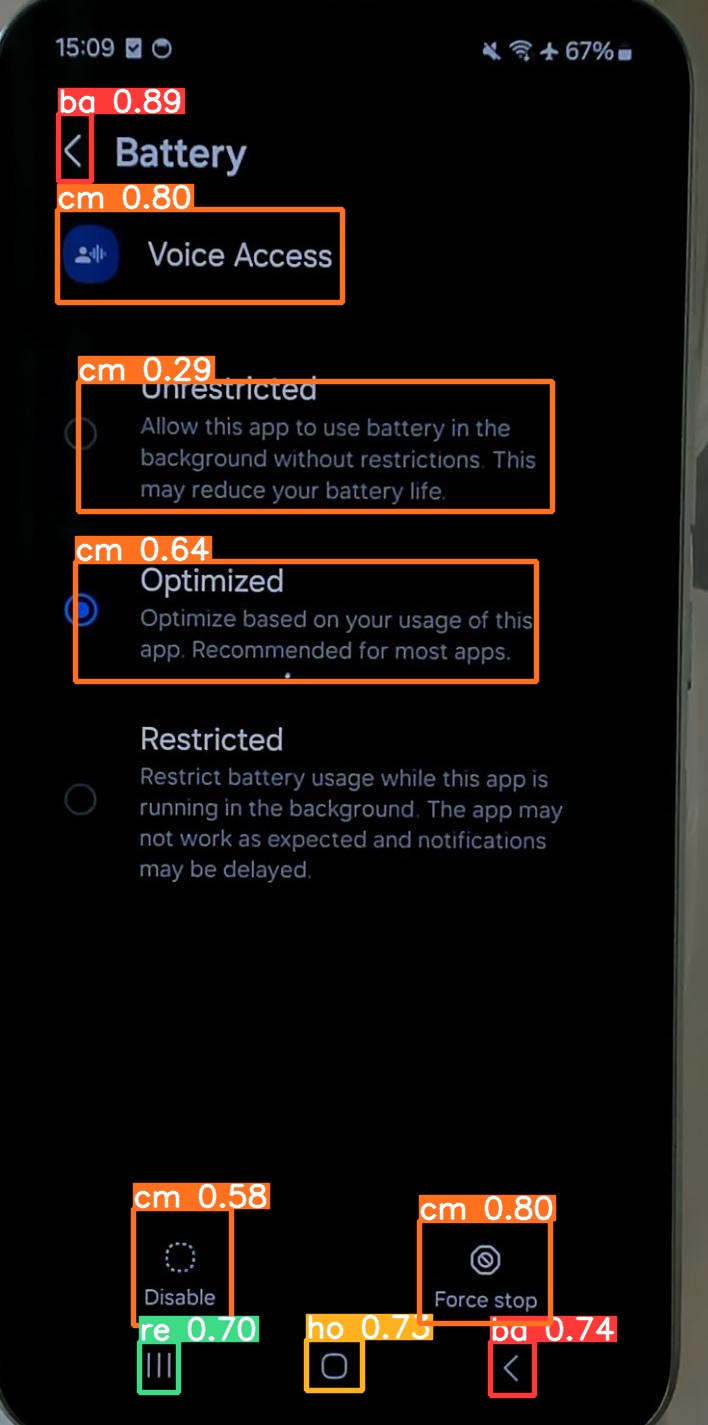 15:09 67%
ba 0.89
Battery
cm 0.80
Voice Access
cm 0.29
Unrestricted
Allow this app to use battery in the
background without restrictions. This
may reduce your battery life.
cm 0.64
Optimized
Optimize based on your usage of this
app. Recommended for most apps.
Restricted
Restrict battery usage while this app is
running in the background. The app may
not work as expected and notifications
may be delayed.
cm 0.58 cm 0.80
Disable Force stop
re 0.70 ho 0.73 ba 0.74